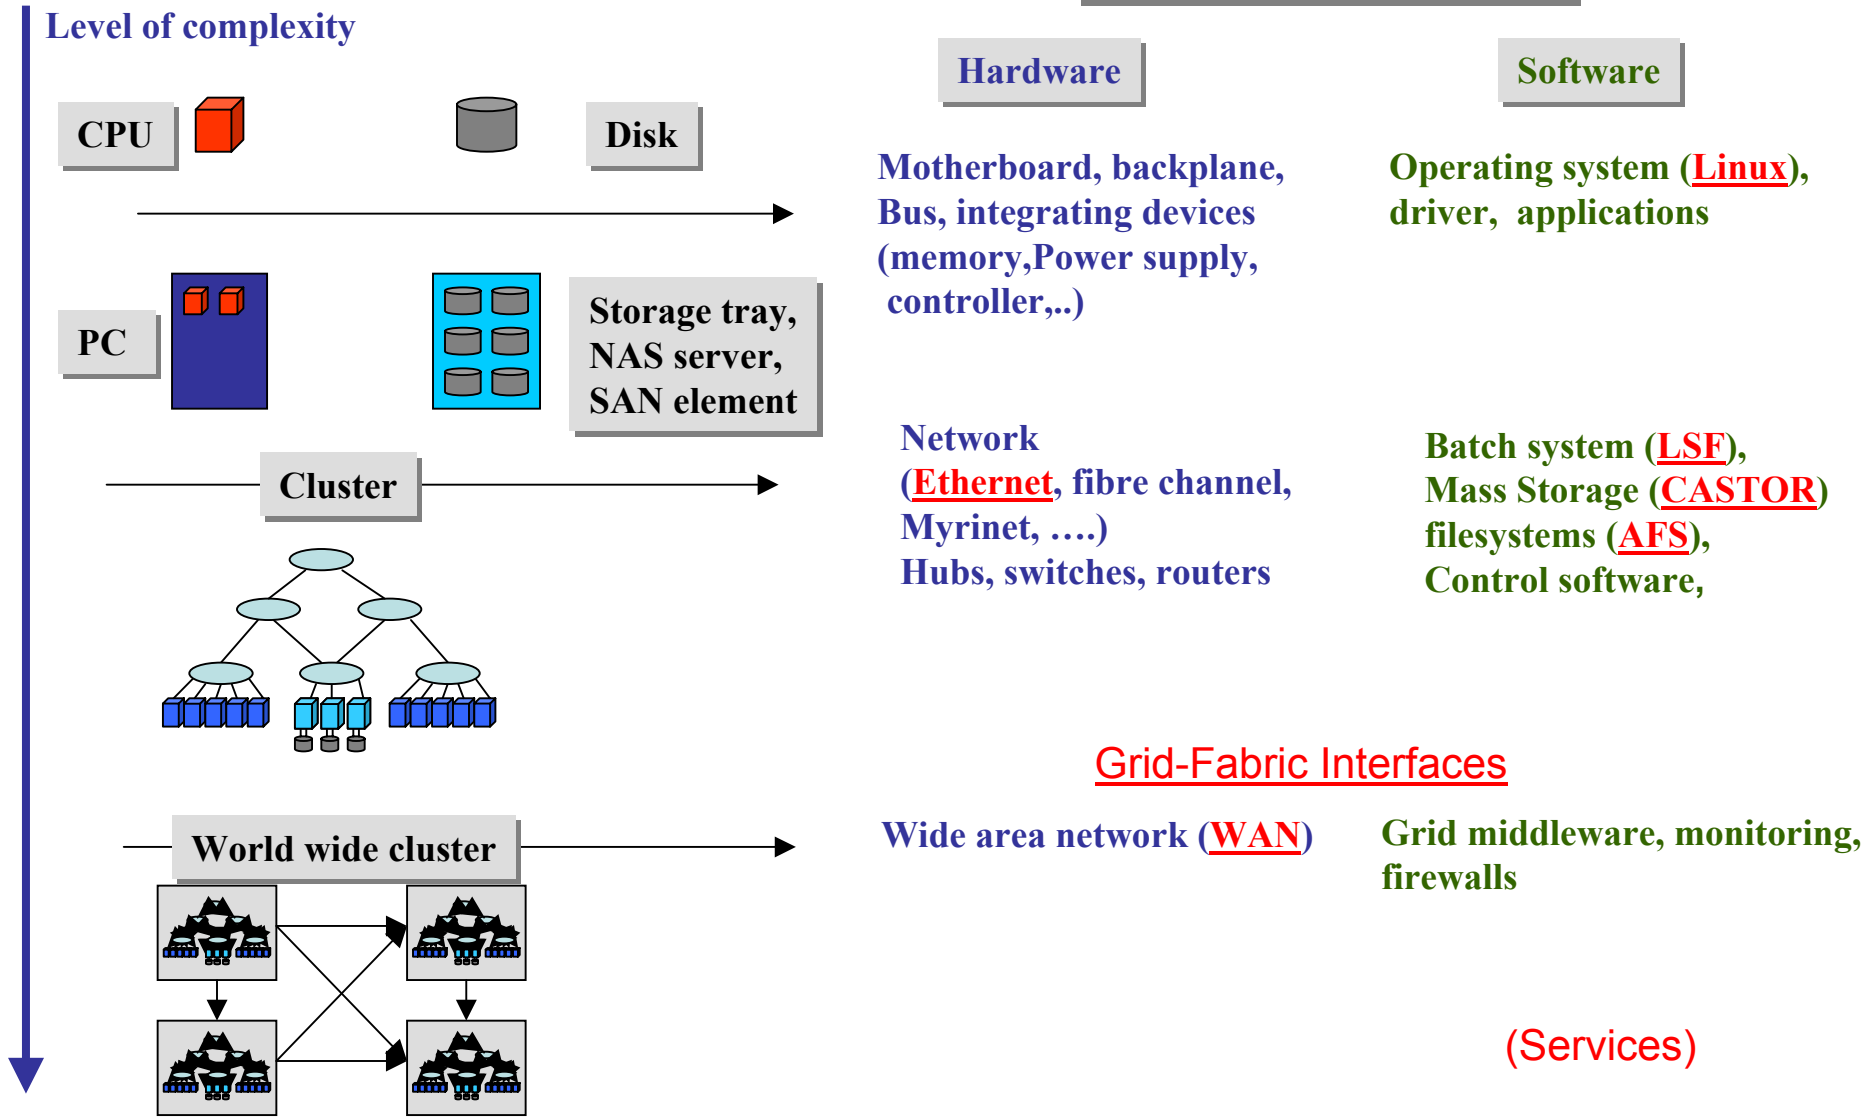 Level of complexity
Hardware
Software
CPU
Disk
Motherboard, backplane,
Bus, integrating devices
(memory,Power supply,
controller,..)
Operating system (Linux),
driver, applications
PC
Storage tray,
NAS server,
SAN element
Cluster
Network
(Ethernet, fibre channel,
Myrinet, ….)
Hubs, switches, routers
Batch system (LSF),
Mass Storage (CASTOR)
filesystems (AFS),
Control software,
Grid-Fabric Interfaces
World wide cluster
Wide area network (WAN)
Grid middleware, monitoring,
firewalls
(Services)